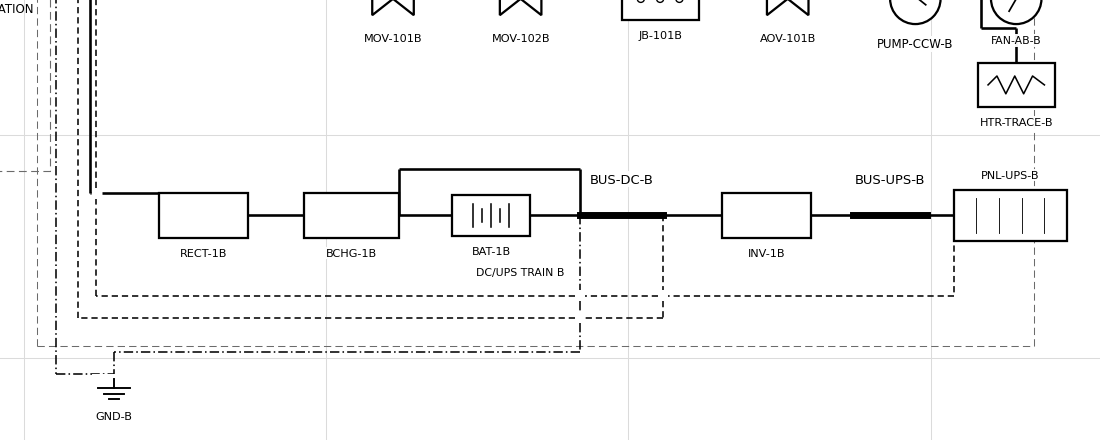 ATION
MOV-101B
MOV-102B
JB-101B
AOV-101B
PUMP-CCW-B
FAN-AB-B
HTR-TRACE-B
BUS-DC-B
BUS-UPS-B
PNL-UPS-B
RECT-1B
BCHG-1B
BAT-1B
INV-1B
DC/UPS TRAIN B
GND-B